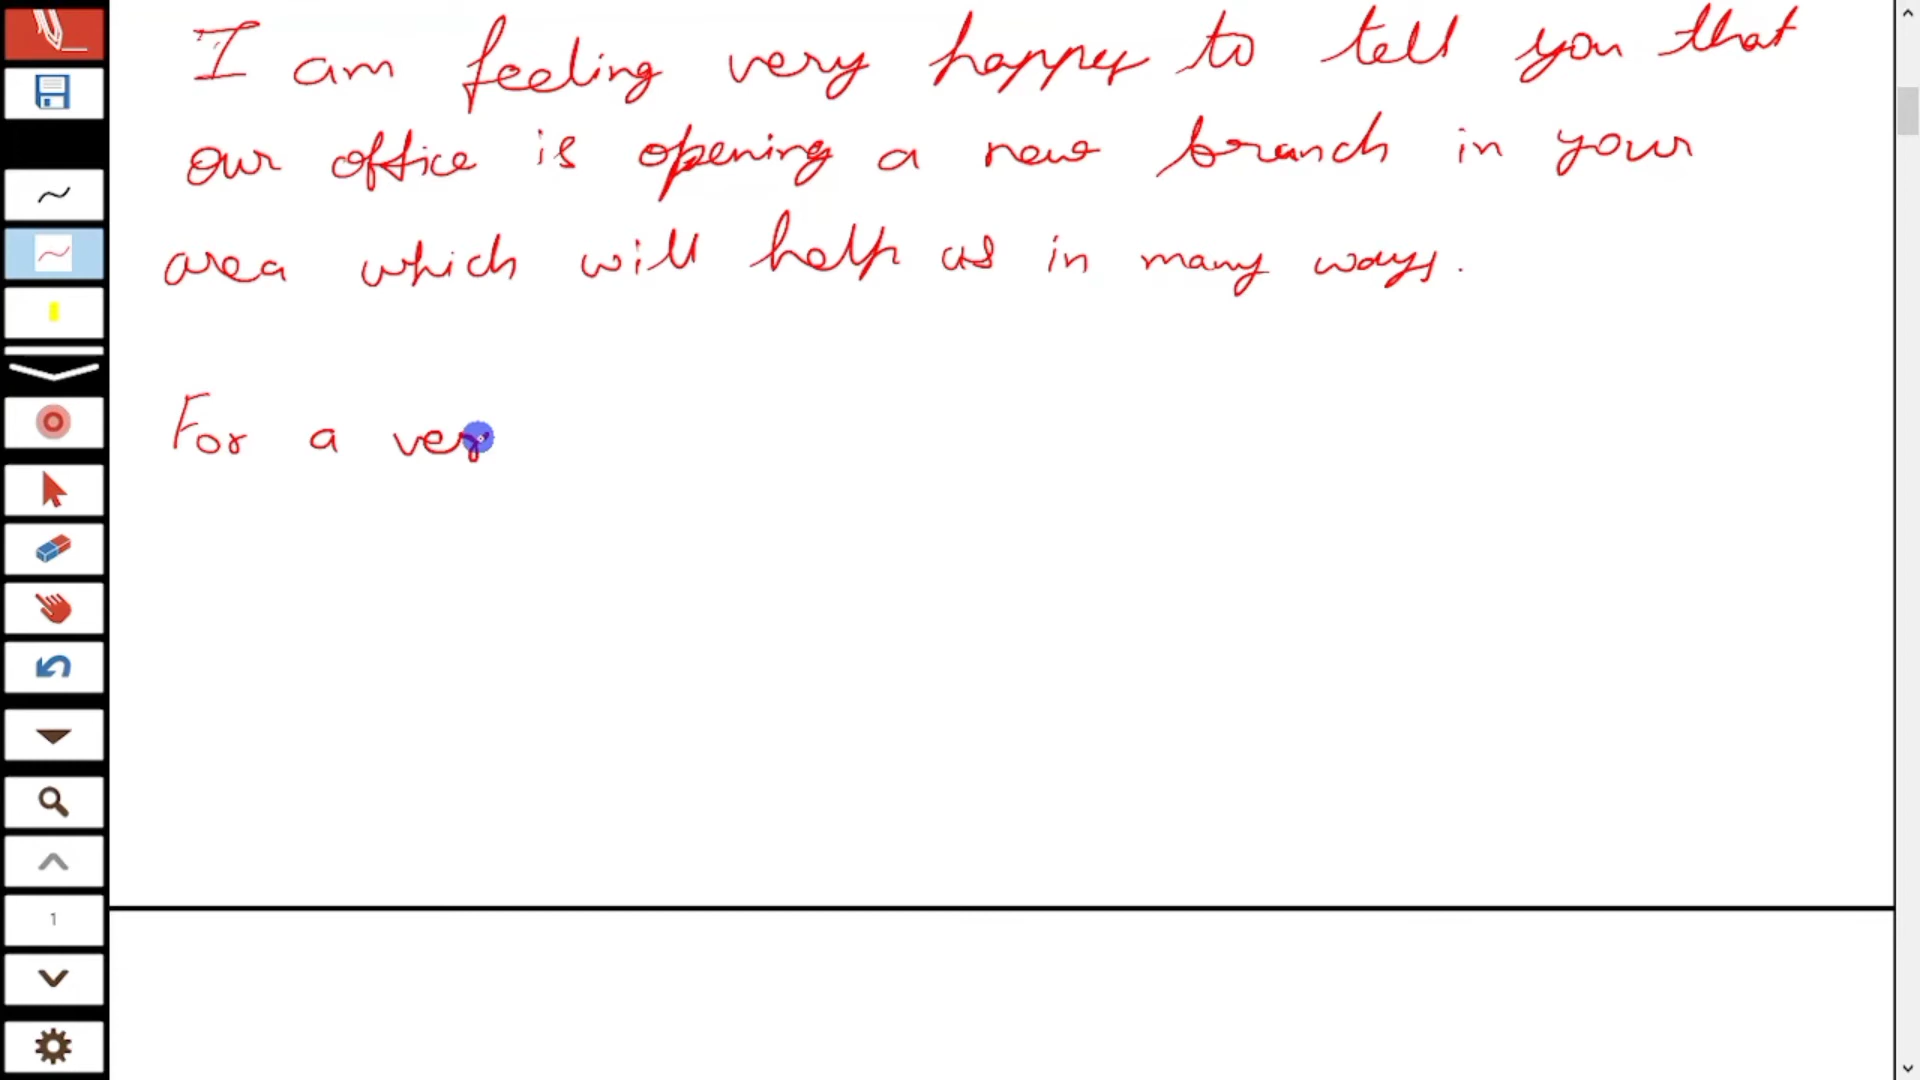 I am feeling very happy to tell you that
our office is opening a new branch in your
area which will help us in many ways.
For a very
1